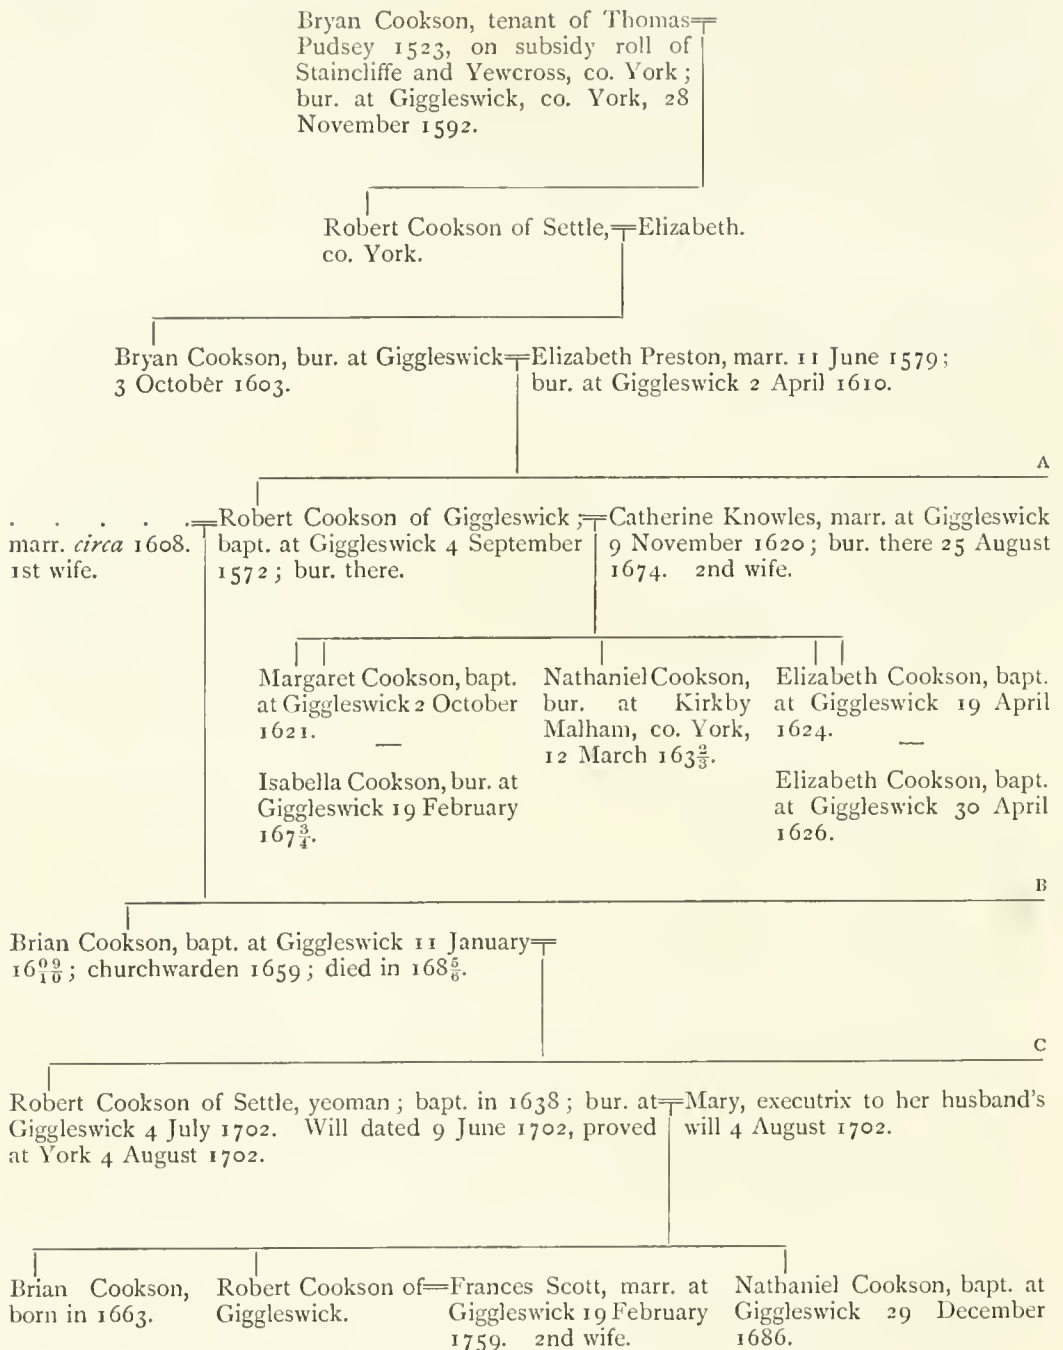 Bryan Cookson, tenant of Thomas
Pudsey 1523, on subsidy roll of
Staincliffe and Yewcross, co. York;
bur. at Giggleswick, co. York, 28
November 1592.
Robert Cookson of Settle,
co. York.
Elizabeth.
Bryan Cookson, bur. at Giggleswick
3 October 1603.
Elizabeth Preston, marr. 11 June 1579;
bur. at Giggleswick 2 April 1610.
A
. . . . .
marr. circa 1608.
1st wife.
Robert Cookson of Giggleswick;
bapt. at Giggleswick 4 September
1572; bur. there.
Catherine Knowles, marr. at Giggleswick
9 November 1620; bur. there 25 August
1674. 2nd wife.
Margaret Cookson, bapt.
at Giggleswick 2 October
1621.
—
Isabella Cookson, bur. at
Giggleswick 19 February
167¾.
Nathaniel Cookson,
bur. at Kirkby
Malham, co. York,
12 March 163⅔.
Elizabeth Cookson, bapt.
at Giggleswick 19 April
1624.
—
Elizabeth Cookson, bapt.
at Giggleswick 30 April
1626.
B
Brian Cookson, bapt. at Giggleswick 11 January
16 09/10; churchwarden 1659; died in 168⅚.
C
Robert Cookson of Settle, yeoman; bapt. in 1638; bur. at
Giggleswick 4 July 1702. Will dated 9 June 1702, proved
at York 4 August 1702.
Mary, executrix to her husband's
will 4 August 1702.
Brian Cookson,
born in 1663.
Robert Cookson of
Giggleswick.
Frances Scott, marr. at
Giggleswick 19 February
1759. 2nd wife.
Nathaniel Cookson, bapt. at
Giggleswick 29 December
1686.